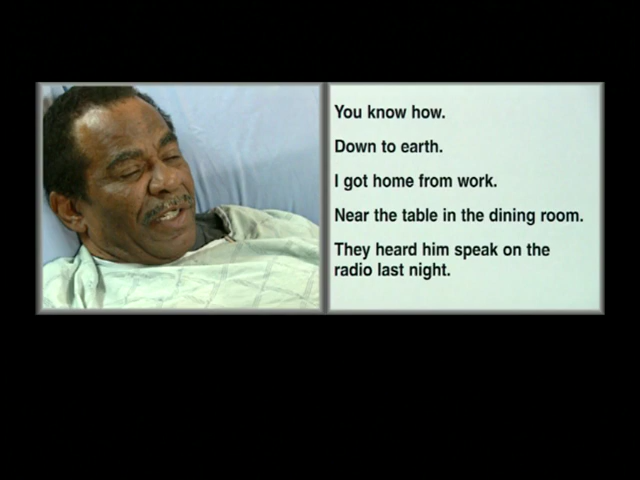 You know how.
Down to earth.
I got home from work.
Near the table in the dining room.
They heard him speak on the
radio last night.